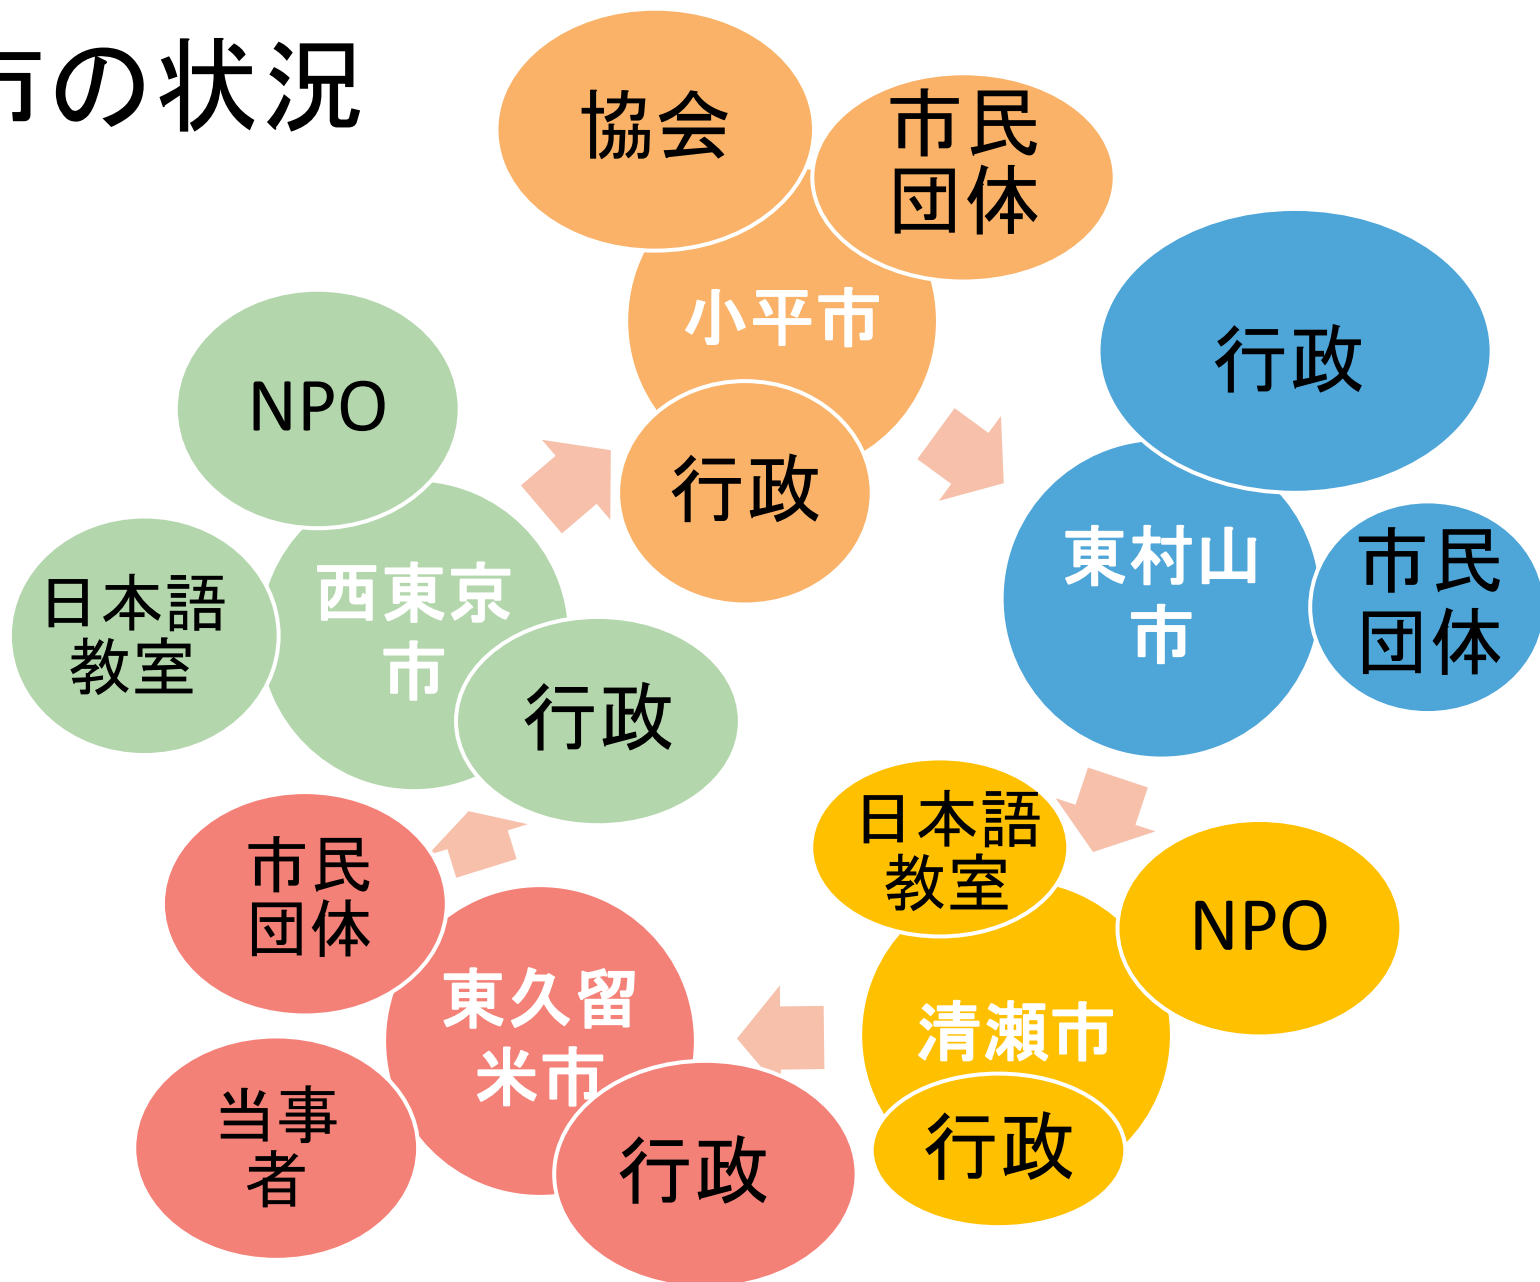 市の状況
協会
市民
団体
小平市
行政
行政
東村山
市
市民
団体
日本語
教室
NPO
清瀬市
行政
東久留
米市
市民
団体
当事
者
行政
NPO
西東京
市
日本語
教室
行政